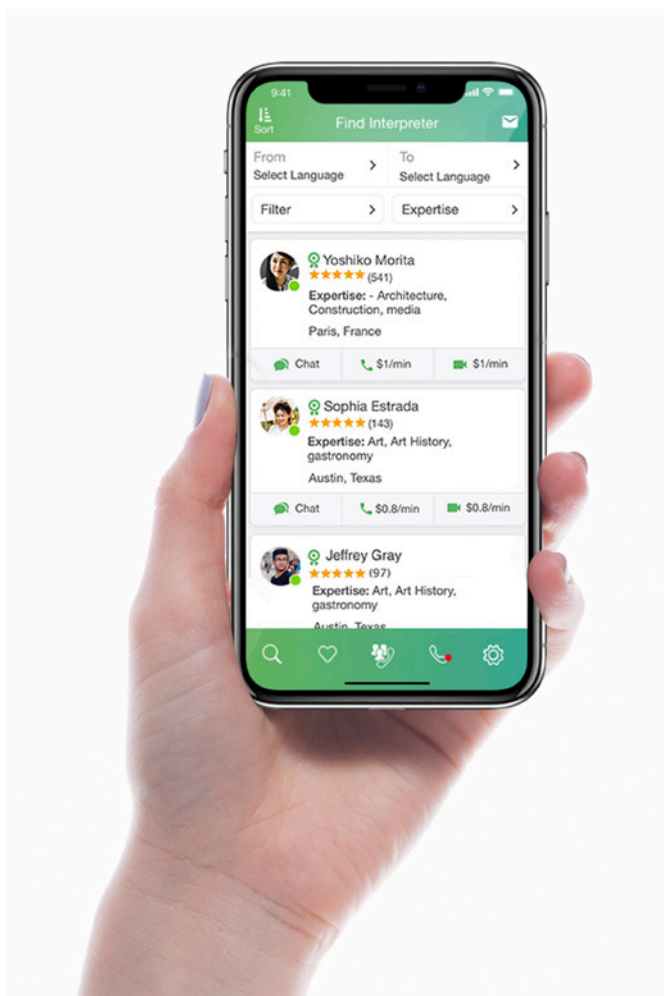 9:41
Sort
Find Interpreter
From
Select Language
To
Select Language
Filter
Expertise
Yoshiko Morita
(541)
Expertise: - Architecture,
Construction, media
Paris, France
Chat
$1/min
$1/min
Sophia Estrada
(143)
Expertise: Art, Art History,
gastronomy
Austin, Texas
Chat
$0.8/min
$0.8/min
Jeffrey Gray
(97)
Expertise: Art, Art History,
gastronomy
Austin, Texas